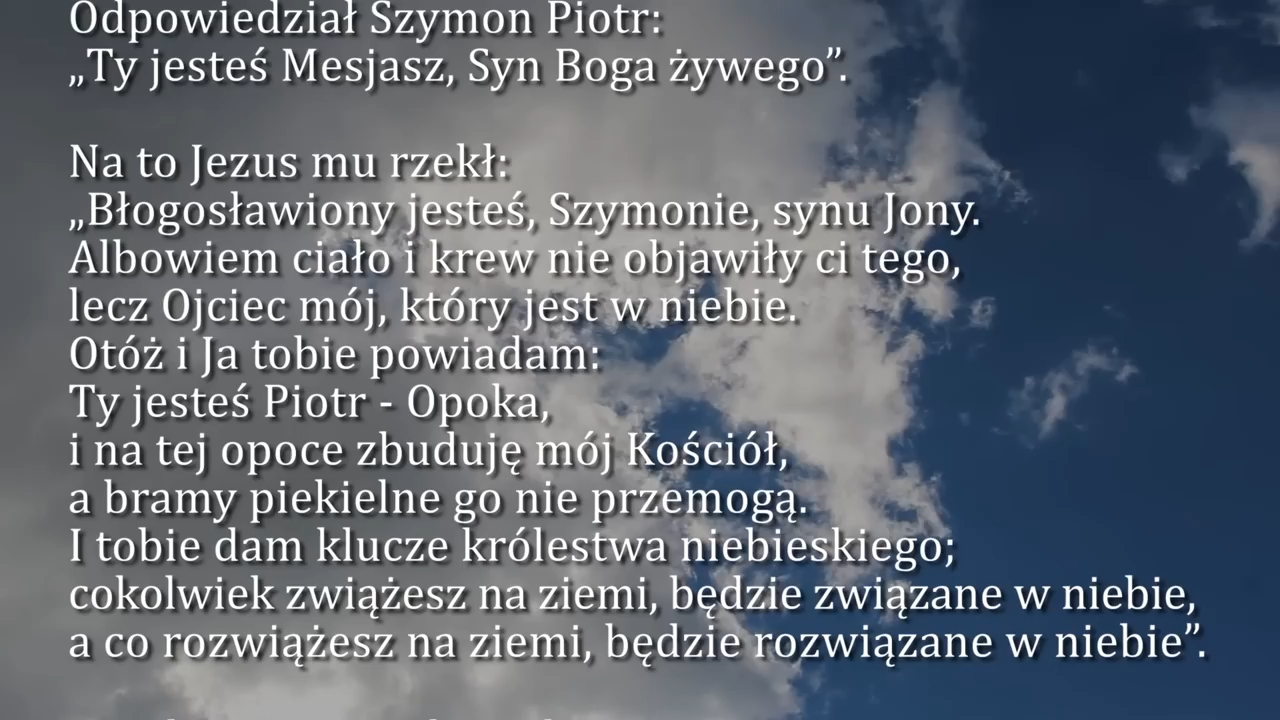 Odpowiedział Szymon Piotr:
„Ty jesteś Mesjasz, Syn Boga żywego”.
Na to Jezus mu rzekł:
„Błogosławiony jesteś, Szymonie, synu Jony.
Albowiem ciało i krew nie objawiły ci tego,
lecz Ojciec mój, który jest w niebie.
Otóż i Ja tobie powiadam:
Ty jesteś Piotr - Opoka,
i na tej opoce zbuduję mój Kościół,
a bramy piekielne go nie przemogą.
I tobie dam klucze królestwa niebieskiego;
cokolwiek zwiążesz na ziemi, będzie związane w niebie,
a co rozwiążesz na ziemi, będzie rozwiązane w niebie”.